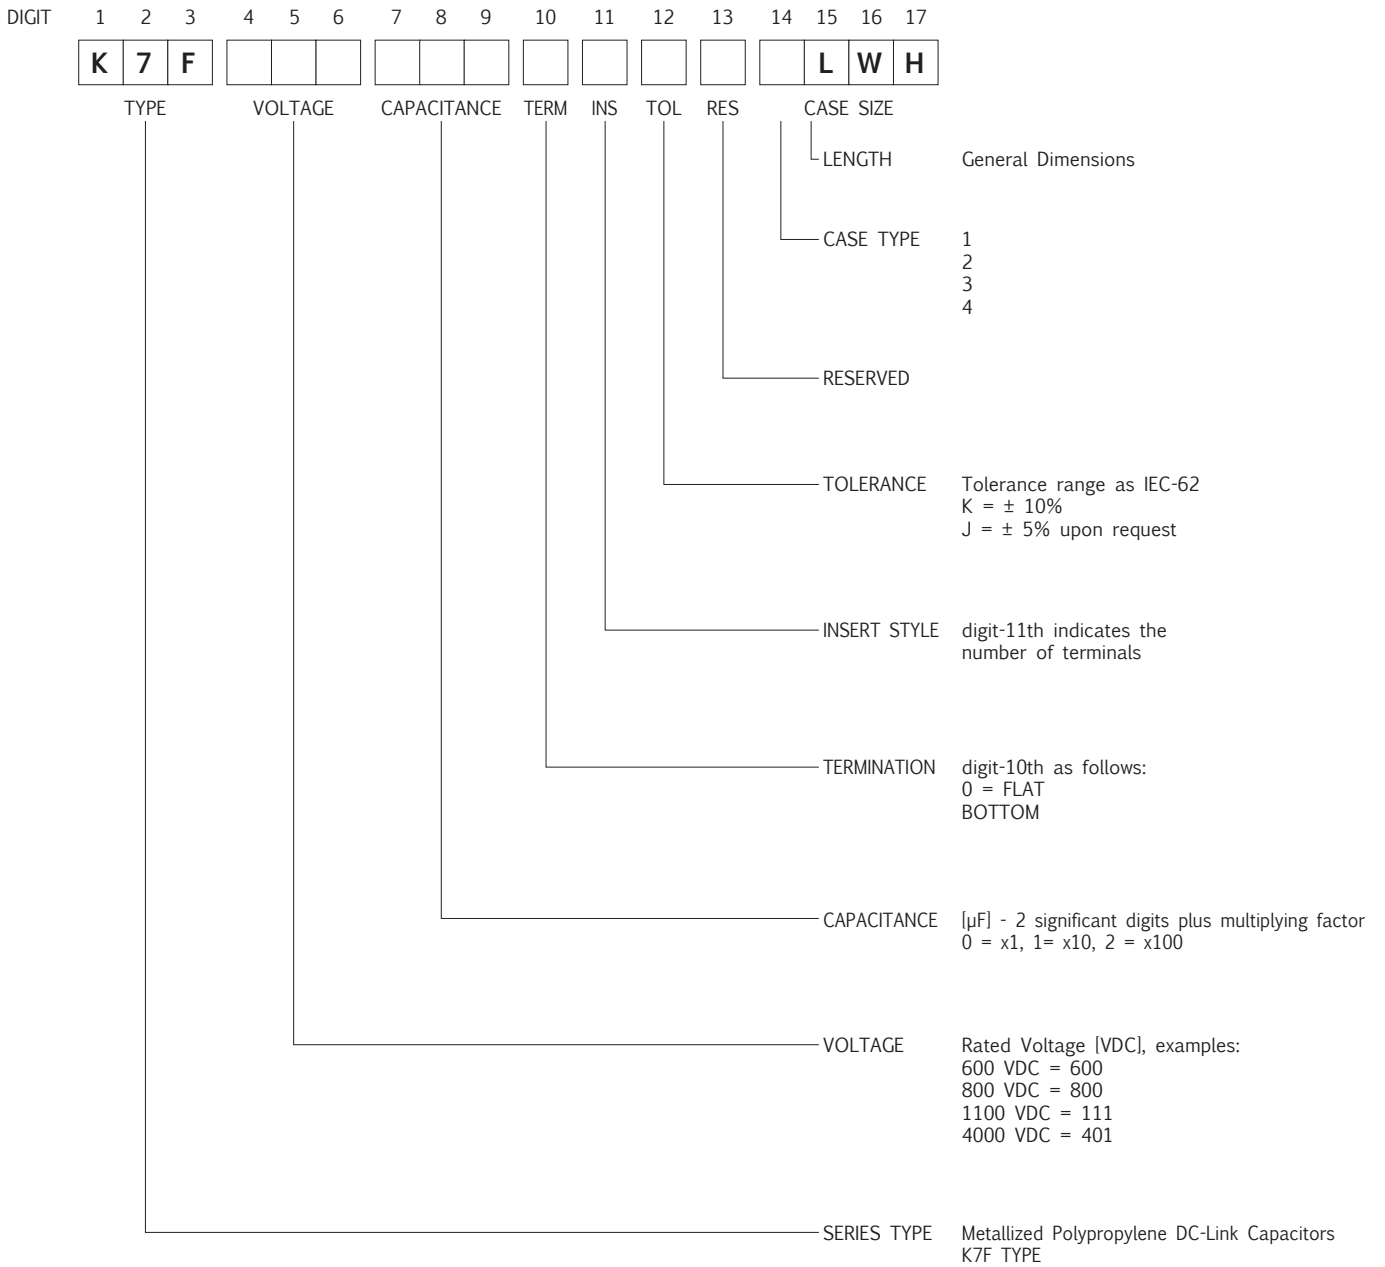 DIGIT 1 2 3 4 5 6 7 8 9 10 11 12 13 14 15 16 17
K 7 F L W H
TYPE VOLTAGE CAPACITANCE TERM INS TOL RES CASE SIZE
LENGTH General Dimensions
CASE TYPE 1
2
3
4
RESERVED
TOLERANCE Tolerance range as IEC-62
K = ± 10%
J = ± 5% upon request
INSERT STYLE digit-11th indicates the
number of terminals
TERMINATION digit-10th as follows:
0 = FLAT
BOTTOM
CAPACITANCE [µF] - 2 significant digits plus multiplying factor
0 = x1, 1= x10, 2 = x100
VOLTAGE Rated Voltage [VDC], examples:
600 VDC = 600
800 VDC = 800
1100 VDC = 111
4000 VDC = 401
SERIES TYPE Metallized Polypropylene DC-Link Capacitors
K7F TYPE